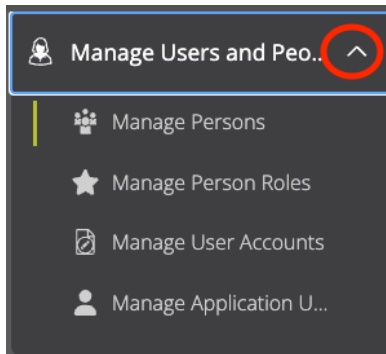 Manage Users and Peo..
Manage Persons
Manage Person Roles
Manage User Accounts
Manage Application U...